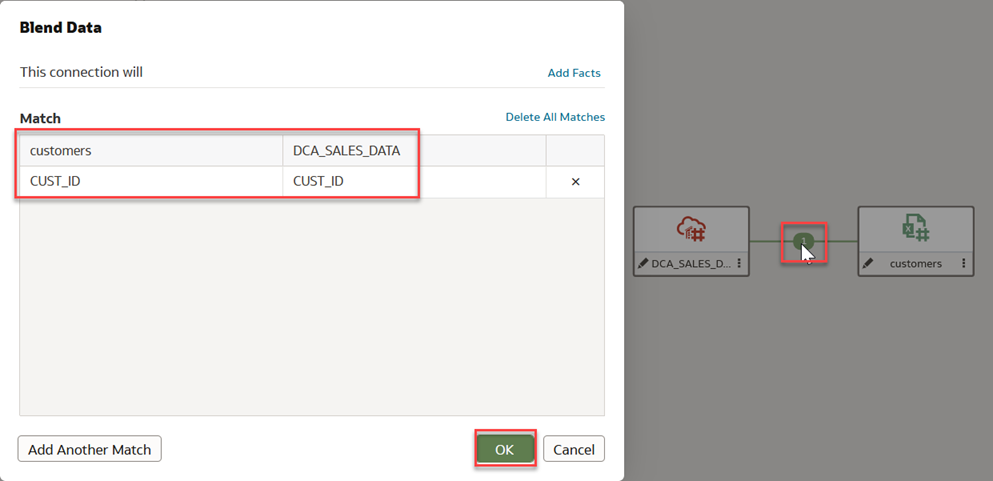 Blend Data
This connection will
Add Facts
Match
Delete All Matches
customers DCA_SALES_DATA
CUST_ID CUST_ID ×
1
DCA_SALES_D... customers
Add Another Match
OK
Cancel